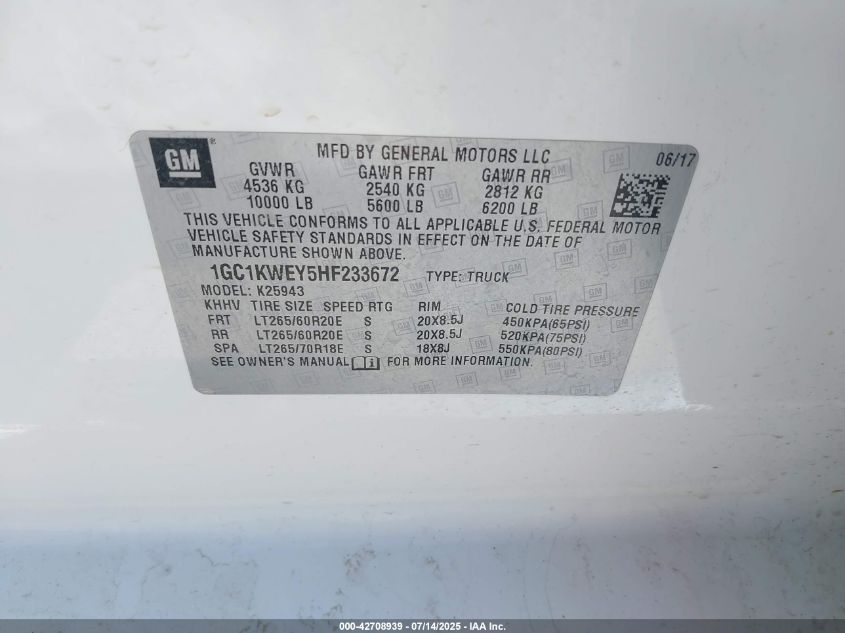 GM
MFD BY GENERAL MOTORS LLC
06/17
GVWR GAWR FRT GAWR RR
4536 KG 2540 KG 2812 KG
10000 LB 5600 LB 6200 LB
THIS VEHICLE CONFORMS TO ALL APPLICABLE U.S. FEDERAL MOTOR
VEHICLE SAFETY STANDARDS IN EFFECT ON THE DATE OF
MANUFACTURE SHOWN ABOVE.
1GC1KWEY5HF233672 TYPE: TRUCK
MODEL: K25943
KHHV TIRE SIZE SPEED RTG RIM COLD TIRE PRESSURE
FRT LT265/60R20E S 20X8.5J 450KPA(65PSI)
RR LT265/60R20E S 20X8.5J 520KPA(75PSI)
SPA LT265/70R18E S 18X8J 550KPA(80PSI)
SEE OWNER'S MANUAL FOR MORE INFORMATION.
000-42708939 - 07/14/2025 - IAA Inc.